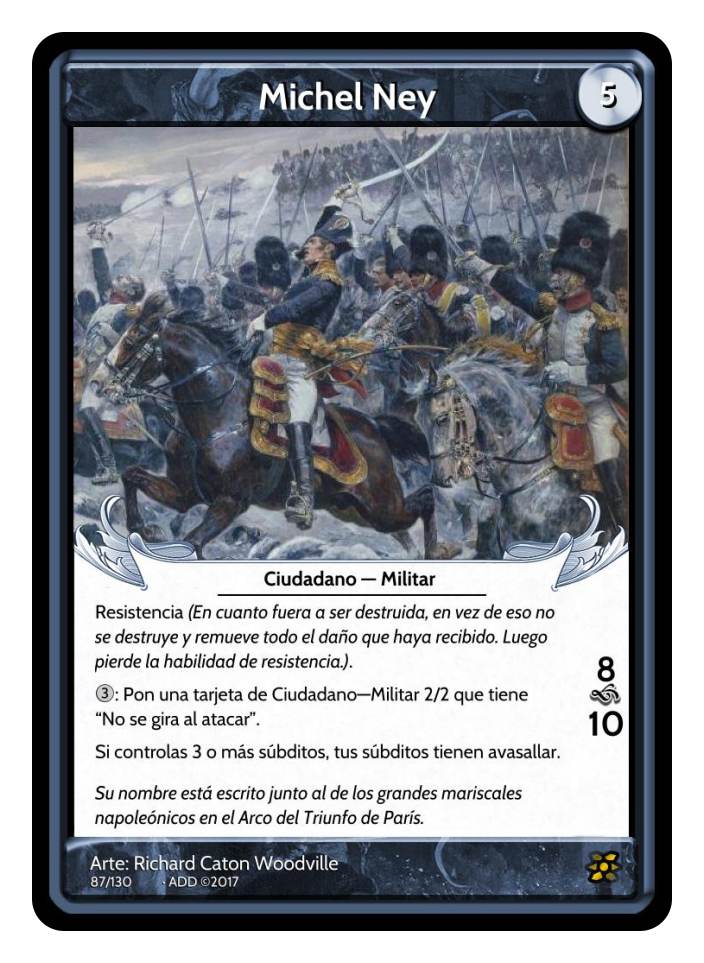 Michel Ney
5
Ciudadano — Militar
Resistencia (En cuanto fuera a ser destruida, en vez de eso no
se destruye y remueve todo el daño que haya recibido. Luego
pierde la habilidad de resistencia.).
③: Pon una tarjeta de Ciudadano—Militar 2/2 que tiene
“No se gira al atacar”.
Si controlas 3 o más súbditos, tus súbditos tienen avasallar.
8
10
Su nombre está escrito junto al de los grandes mariscales
napoleónicos en el Arco del Triunfo de París.
Arte: Richard Caton Woodville
87/130 · ADD ©2017